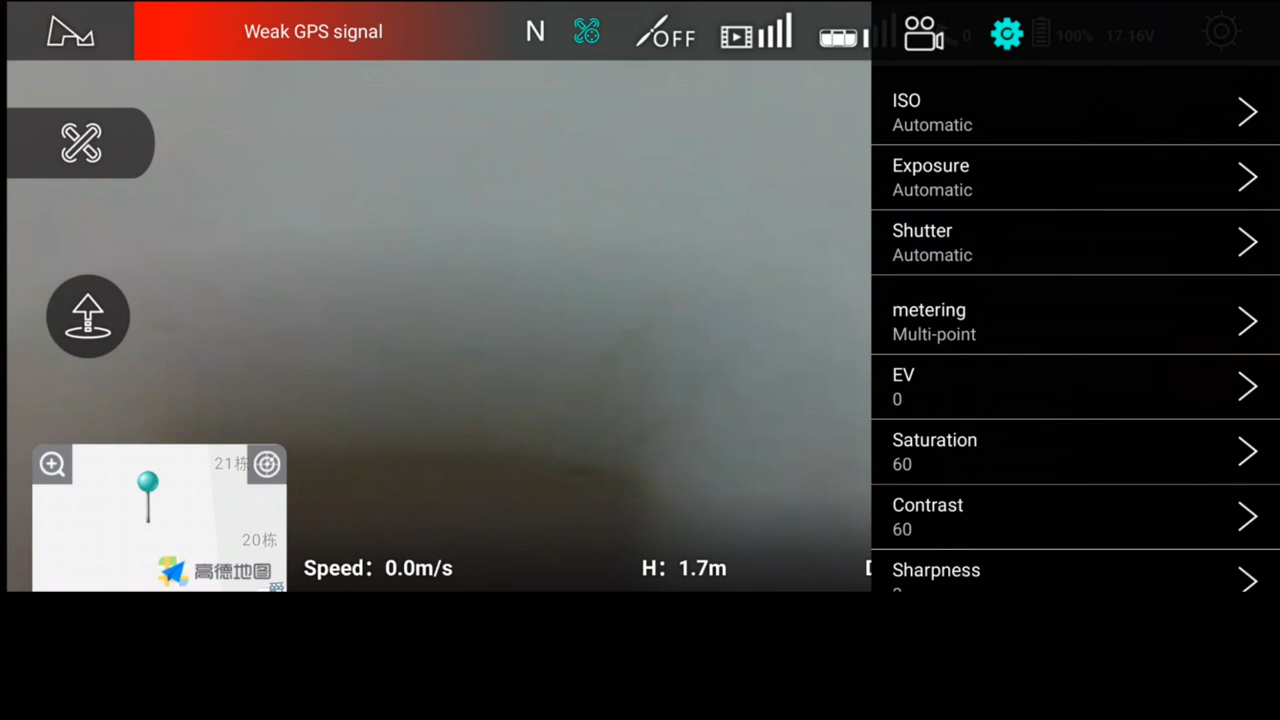 Weak GPS signal
N
OFF
0
100%
17.16V
ISO
Automatic
Exposure
Automatic
Shutter
Automatic
metering
Multi-point
EV
0
Saturation
60
Contrast
60
Sharpness
21栋
20栋
高德地图
Speed：0.0m/s
H：1.7m